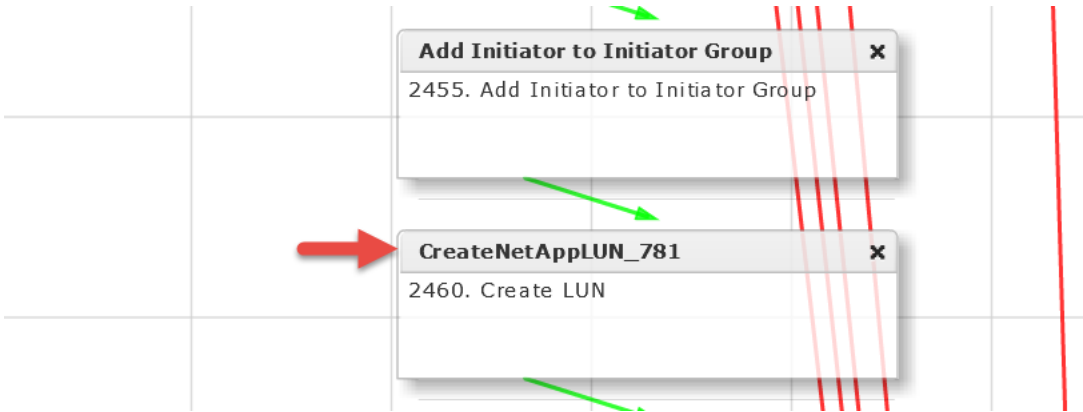 Add Initiator to Initiator Group
2455. Add Initiator to Initiator Group
CreateNetAppLUN_781
2460. Create LUN